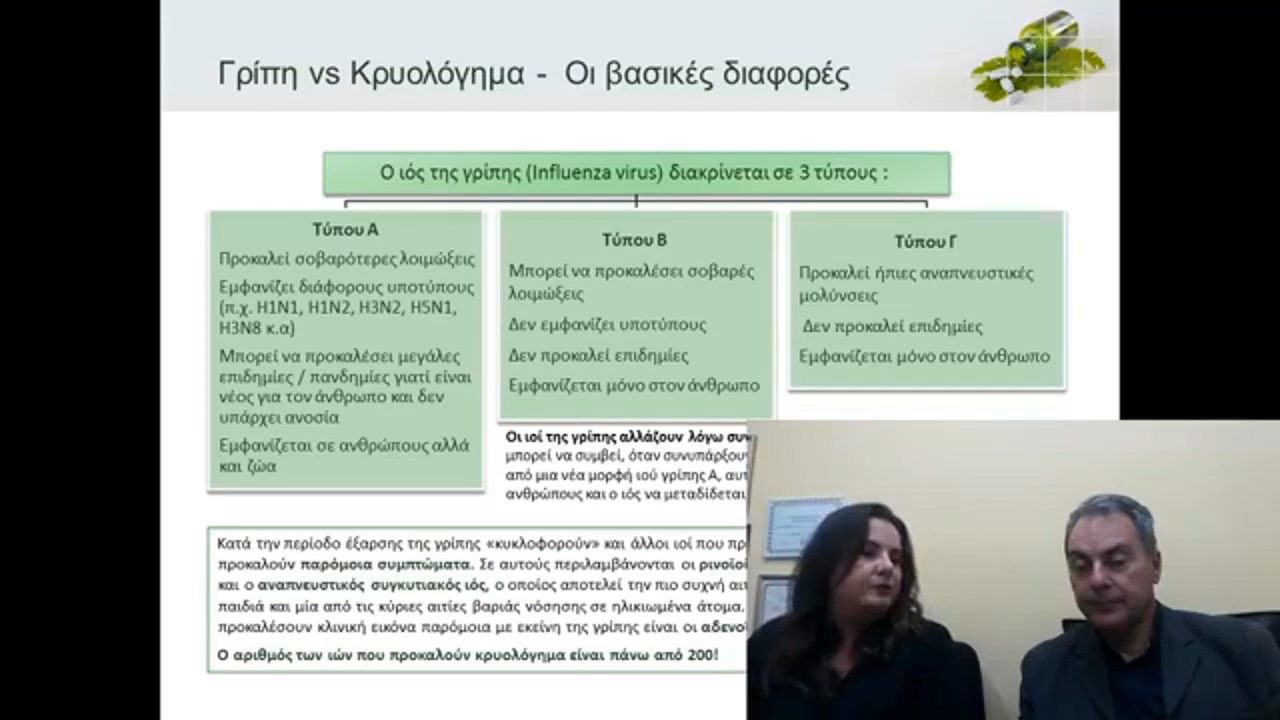 Γρίπη vs Κρυολόγημα - Οι βασικές διαφορές
Ο ιός της γρίπης (Influenza virus) διακρίνεται σε 3 τύπους :
Τύπου Α
Προκαλεί σοβαρότερες λοιμώξεις
Εμφανίζει διάφορους υποτύπους
(π.χ. H1N1, H1N2, H3N2, H5N1,
H3N8 κ.α)
Μπορεί να προκαλέσει μεγάλες
επιδημίες / πανδημίες γιατί είναι
νέος για τον άνθρωπο και δεν
υπάρχει ανοσία
Εμφανίζεται σε ανθρώπους αλλά
και ζώα
Τύπου Β
Μπορεί να προκαλέσει σοβαρές
λοιμώξεις
Δεν εμφανίζει υποτύπους
Δεν προκαλεί επιδημίες
Εμφανίζεται μόνο στον άνθρωπο
Τύπου Γ
Προκαλεί ήπιες αναπνευστικές
μολύνσεις
Δεν προκαλεί επιδημίες
Εμφανίζεται μόνο στον άνθρωπο
Οι ιοί της γρίπης αλλάζουν λόγω
μπορεί να συμβεί, όταν
από μια νέα μορφή ιού γρίπης Α,
ανθρώπους και ο ιός να μεταδίδεται
Κατά την περίοδο έξαρσης της γρίπης «κυκλοφορούν» και άλλοι ιοί που
προκαλούν παρόμοια συμπτώματα. Σε αυτούς περιλαμβάνονται οι
και ο αναπνευστικός συγκυτιακός ιός, ο οποίος αποτελεί την πιο συχνή
παιδιά και μία από τις κύριες αιτίες βαριάς νόσησης σε ηλικιωμένα άτομα.
προκαλέσουν κλινική εικόνα παρόμοια με εκείνη της γρίπης είναι οι
Ο αριθμός των ιών που προκαλούν κρυολόγημα είναι πάνω από 200!